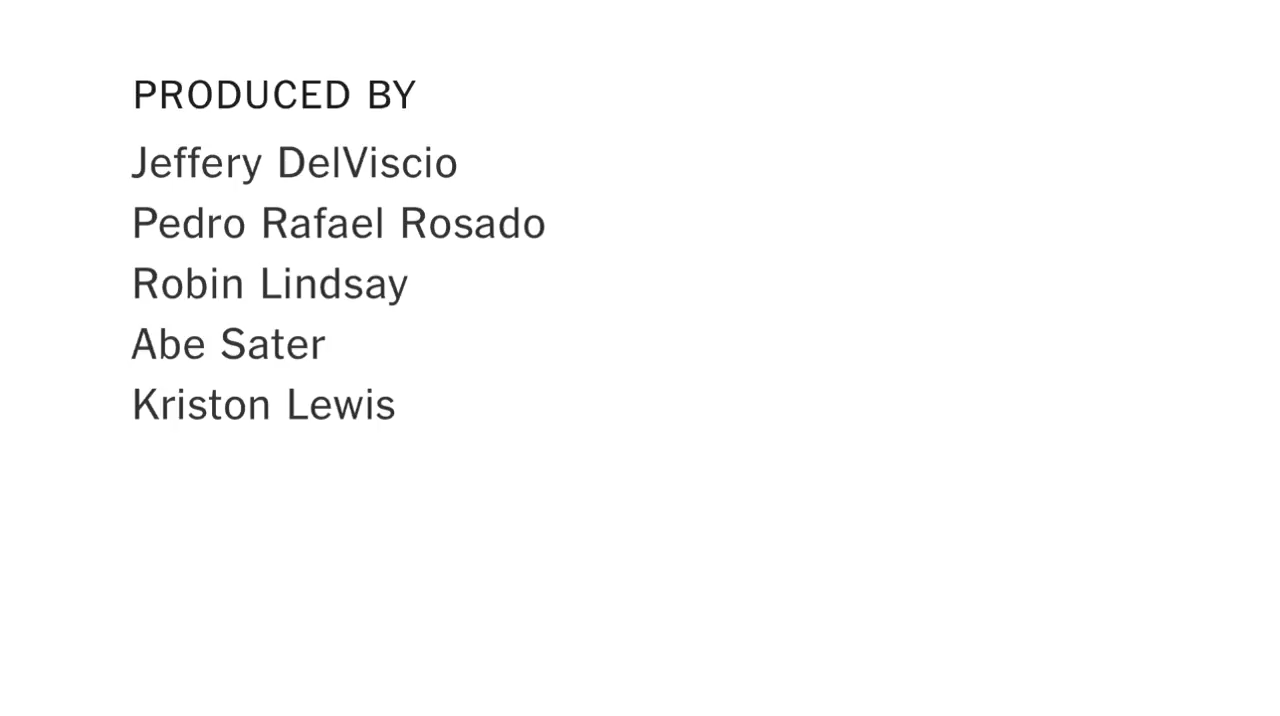 PRODUCED BY
Jeffery DelViscio
Pedro Rafael Rosado
Robin Lindsay
Abe Sater
Kriston Lewis